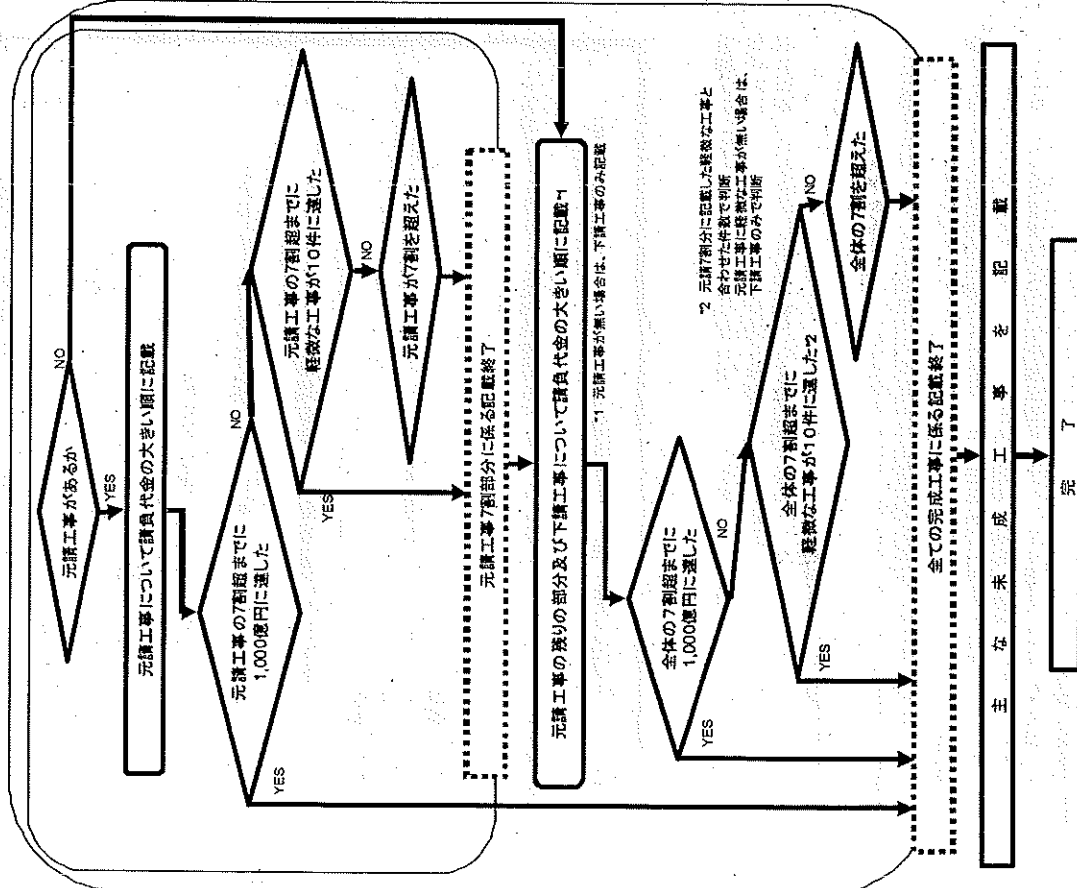 元請工事があるか
NO
YES
元請工事について請負代金の大きい順に記載
元請工事の7割超までに
1,000億円に達した
NO
YES
元請工事の7割超までに
軽微な工事が10件に達した
NO
YES
元請工事が7割を超えた
元請工事7割部分に係る記載終了
元請工事の残りの部分及び下請工事について請負代金の大きい順に記載*1
*1 元請工事が無い場合は、下請工事のみ記載
全体の7割超までに
1,000億円に達した
NO
YES
*2 元請7割分に記載した軽微な工事と
合わせた件数で判断
元請工事に軽微な工事が無い場合は、
下請工事のみで判断
全体の7割超までに
軽微な工事が10件に達した*2
NO
YES
全体の7割を超えた
全ての完成工事に係る記載終了
主な未成工事を記載
完了